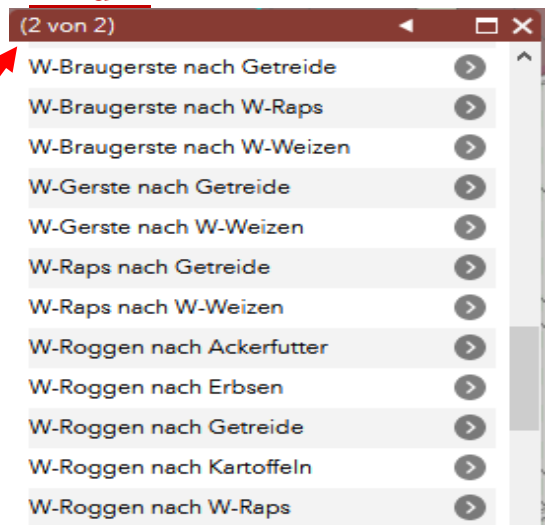 (2 von 2)
W-Braugerste nach Getreide
W-Braugerste nach W-Raps
W-Braugerste nach W-Weizen
W-Gerste nach Getreide
W-Gerste nach W-Weizen
W-Raps nach Getreide
W-Raps nach W-Weizen
W-Roggen nach Ackerfutter
W-Roggen nach Erbsen
W-Roggen nach Getreide
W-Roggen nach Kartoffeln
W-Roggen nach W-Raps